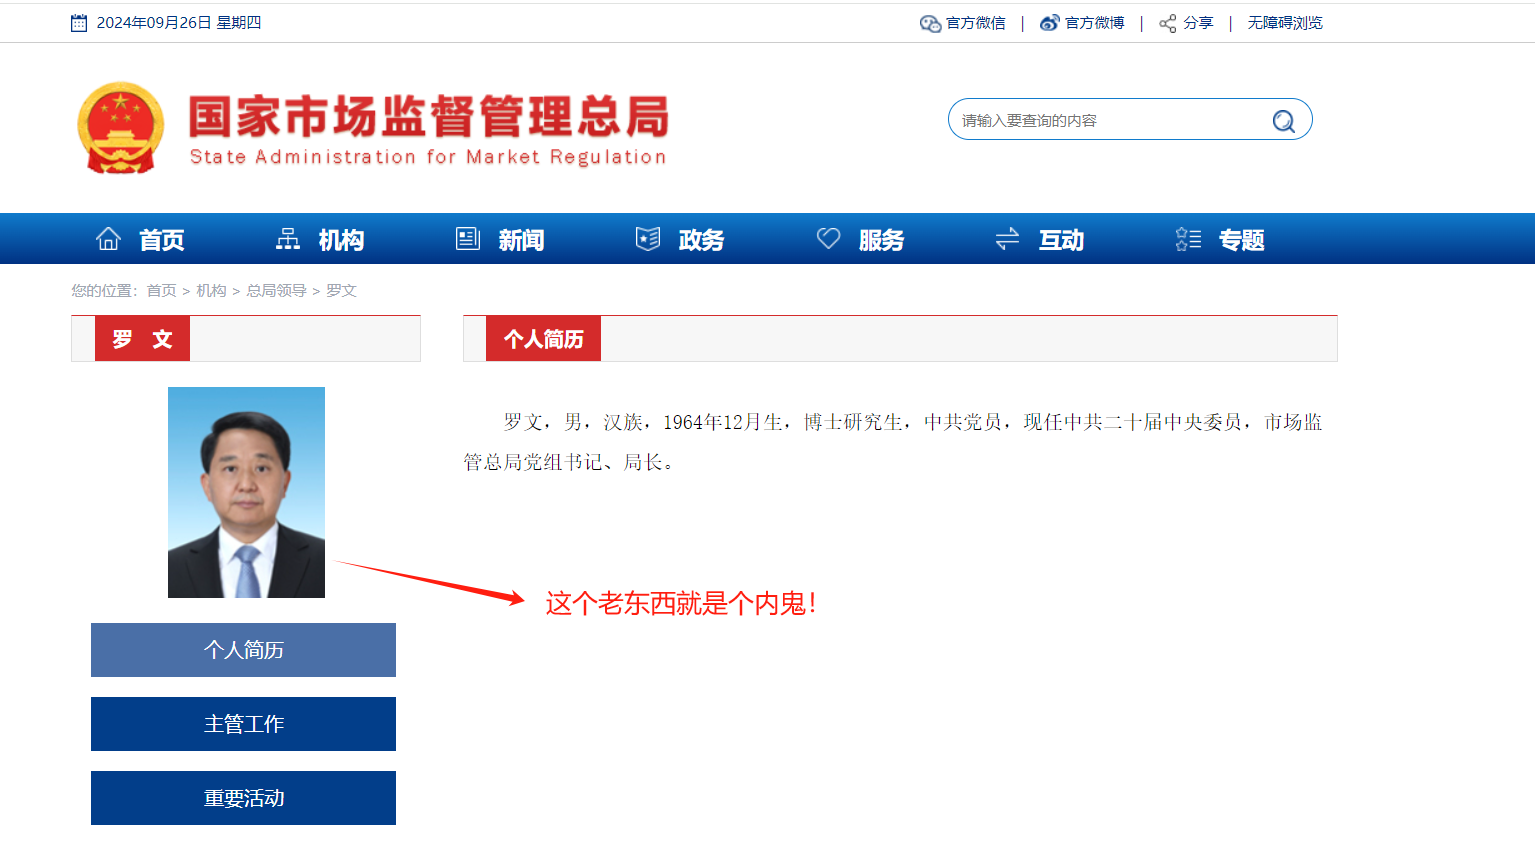 2024年09月26日 星期四
官方微信 | 官方微博 | 分享 | 无障碍浏览
国家市场监督管理总局
State Administration for Market Regulation
请输入要查询的内容
首页 机构 新闻 政务 服务 互动 专题
您的位置：首页 > 机构 > 总局领导 > 罗文
罗 文
个人简历
罗文，男，汉族，1964年12月生，博士研究生，中共党员，现任中共二十届中央委员，市场监
管总局党组书记、局长。
这个老东西就是个内鬼！
个人简历
主管工作
重要活动